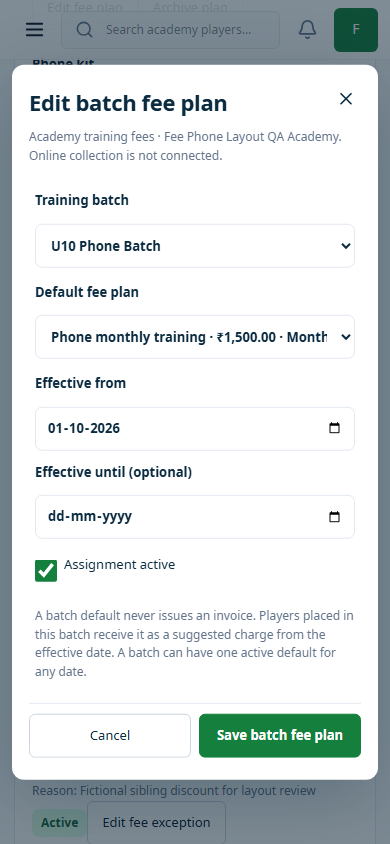 Edit fee plan Archive plan
Search academy players...
F
Phone kit
Edit batch fee plan
Academy training fees · Fee Phone Layout QA Academy.
Online collection is not connected.
Training batch
U10 Phone Batch
Default fee plan
Phone monthly training · ₹1,500.00 · Month
Effective from
01-10-2026
Effective until (optional)
dd-mm-yyyy
Assignment active
A batch default never issues an invoice. Players placed in
this batch receive it as a suggested charge from the
effective date. A batch can have one active default for
any date.
Cancel
Save batch fee plan
Reason: Fictional sibling discount for layout review
Active
Edit fee exception